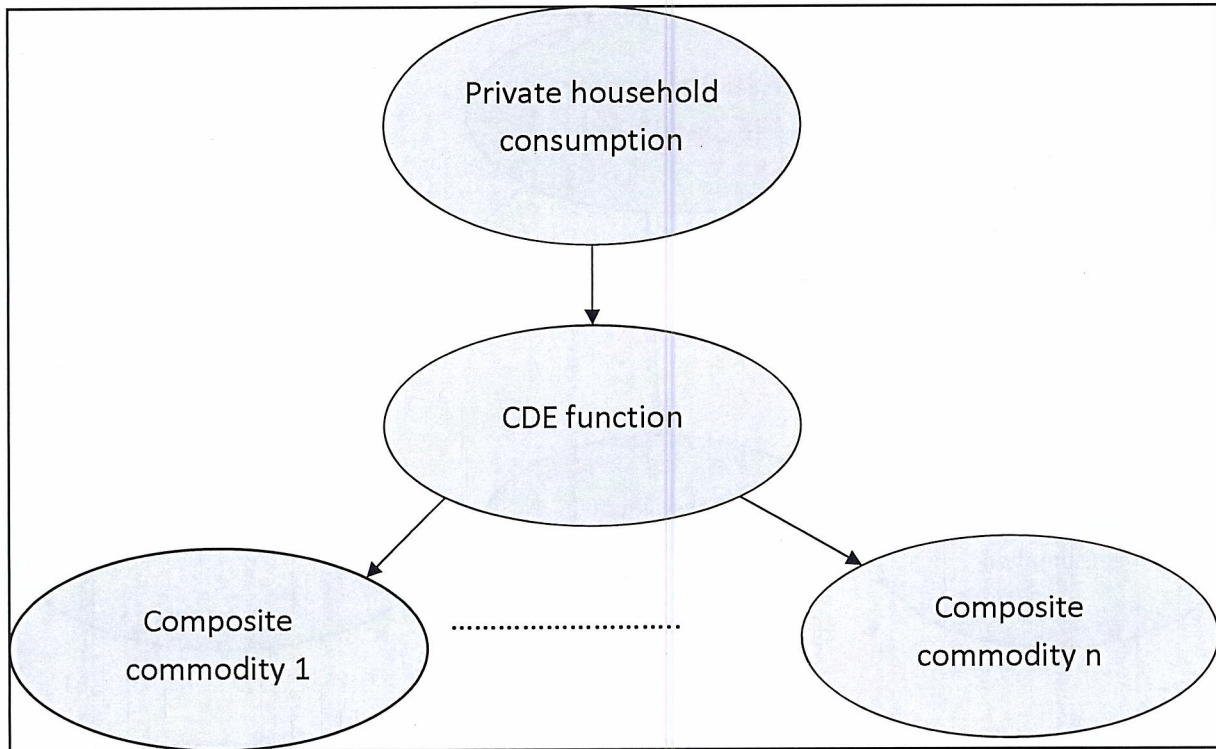 Private household
consumption
CDE function
Composite
commodity 1
..............................
Composite
commodity n